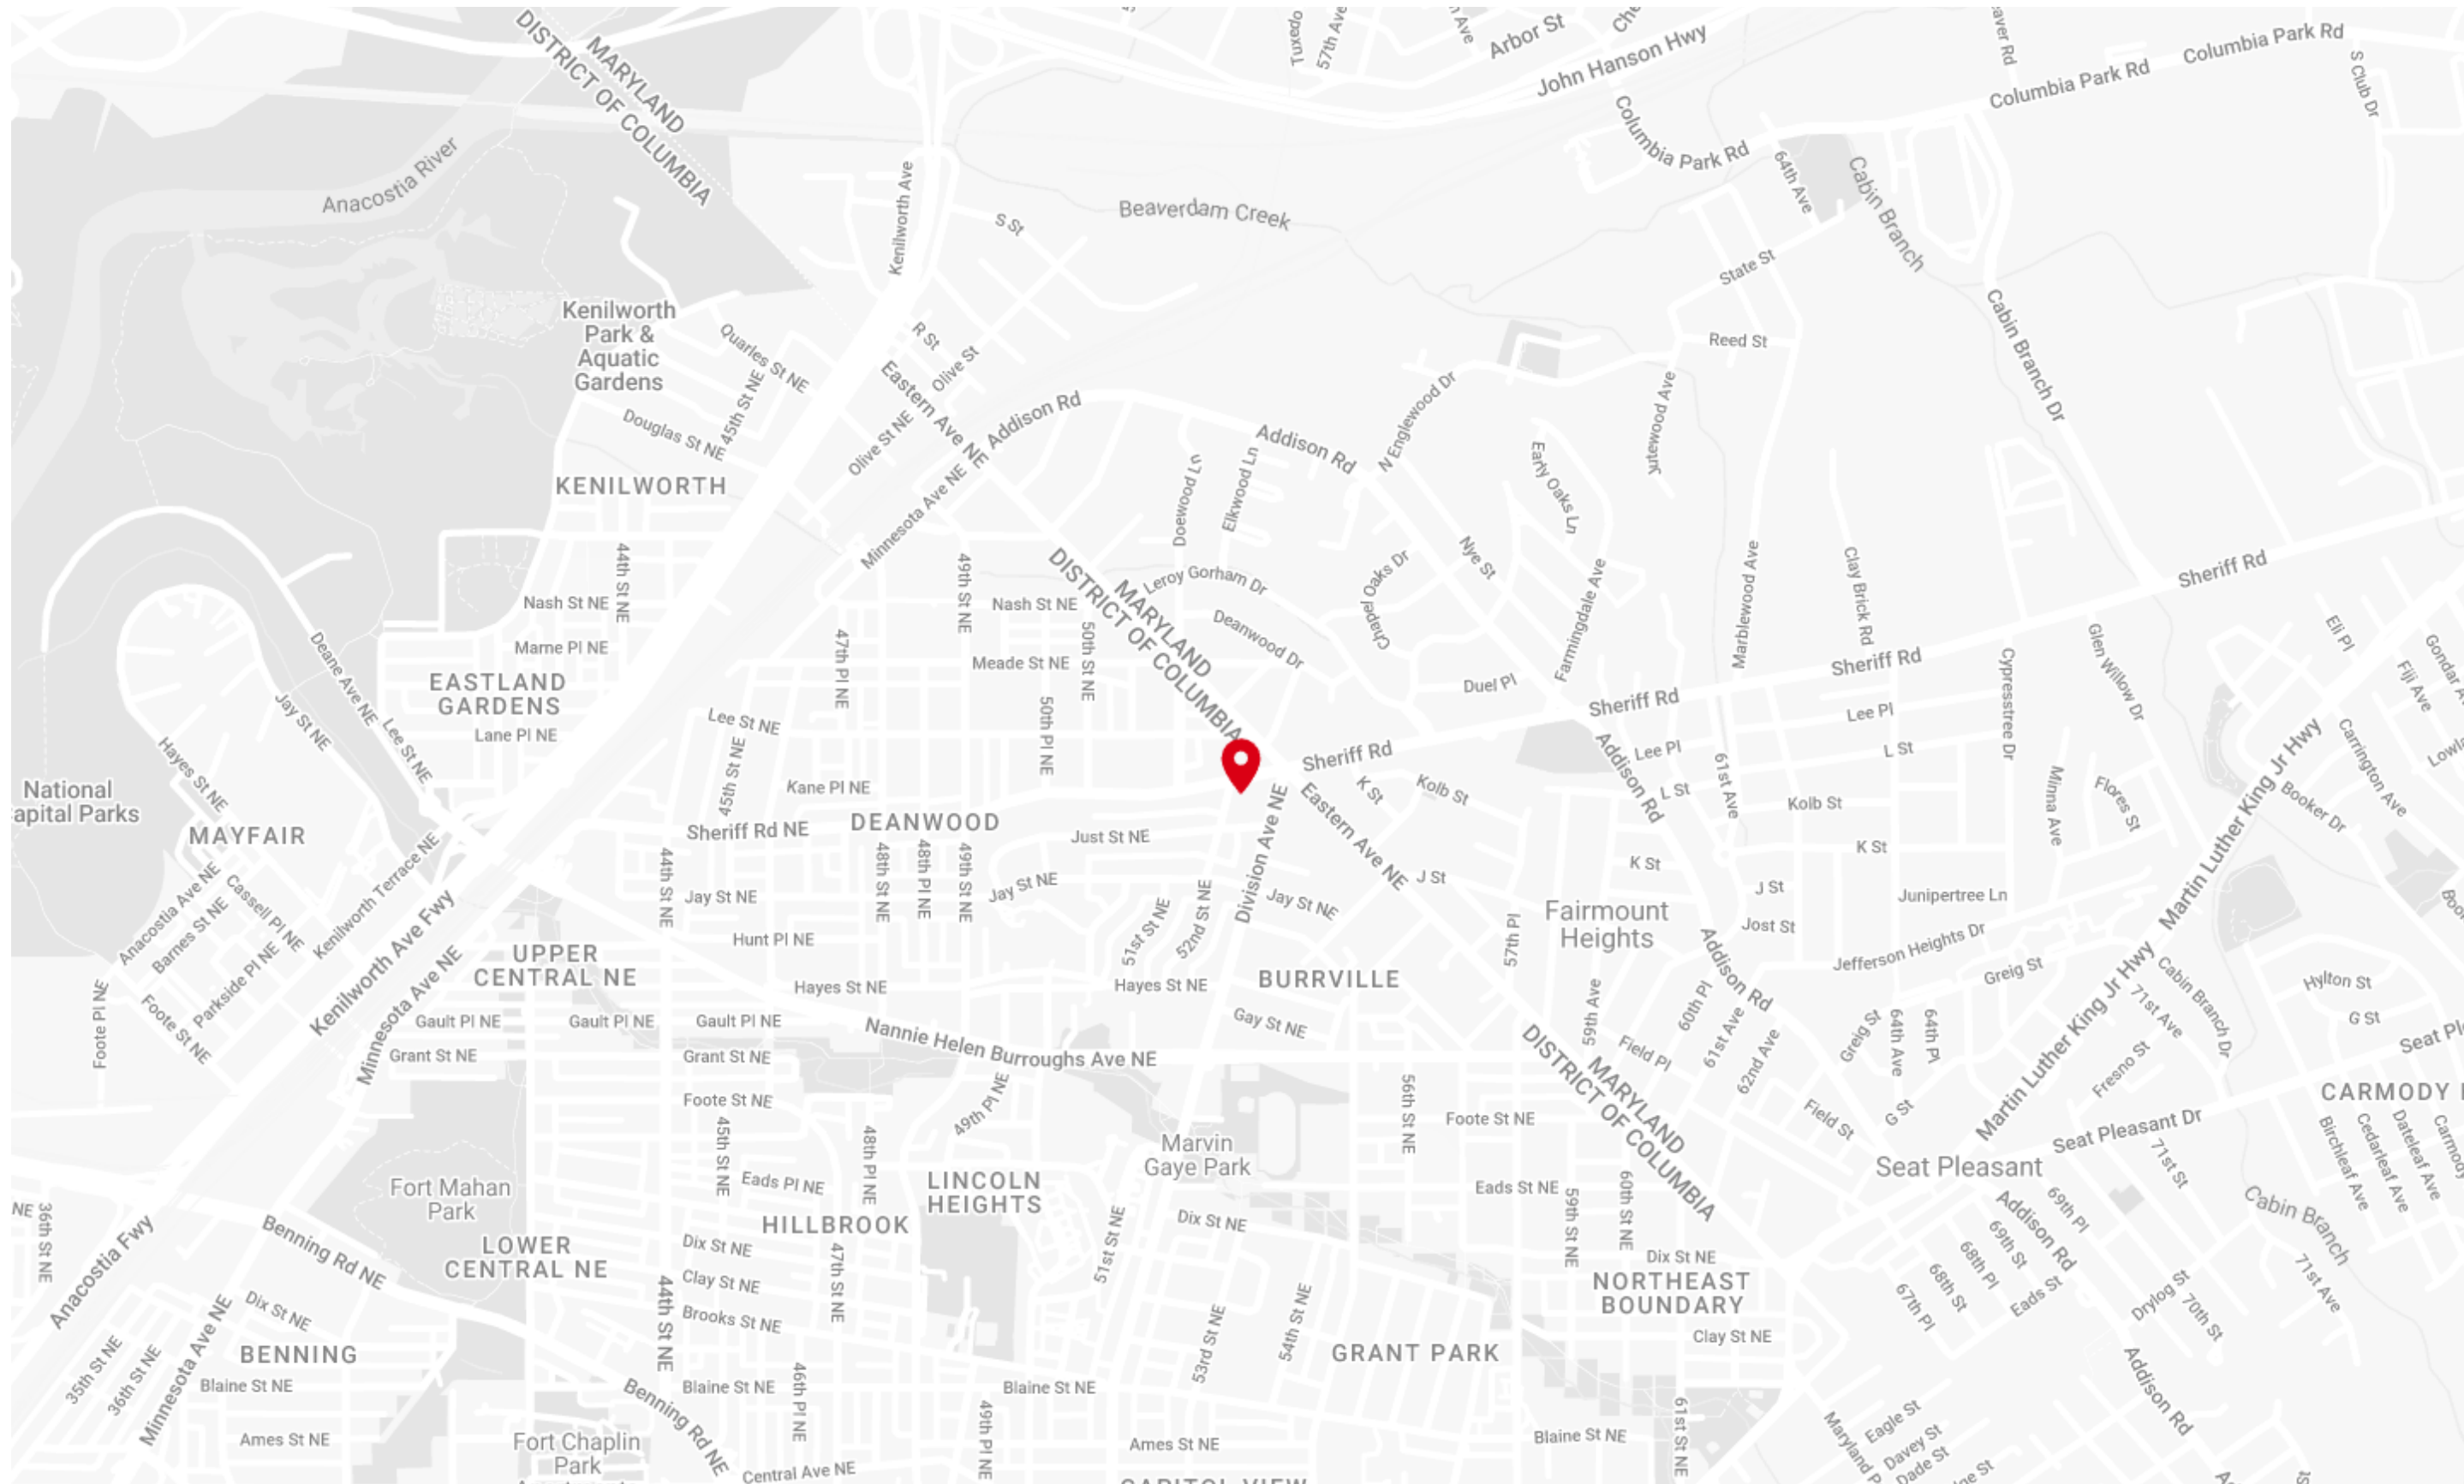 Tuxedo
57th Ave
Arbor St
John Hanson Hwy
Columbia Park Rd
Columbia Park Rd
Columbia Park Rd
S Club Dr
MARYLAND
DISTRICT OF COLUMBIA
Anacostia River
Kenilworth Ave
S St
Beaverdam Creek
64th Ave
Cabin Branch
State St
Reed St
Cabin Branch Dr
Kenilworth
Park &
Aquatic
Gardens
Quarles St NE
45th St NE
Douglas St NE
R St
Olive St
Eastern Ave NE
Olive St NE
Addison Rd
Minnesota Ave NE
Addison Rd
N Englewood Dr
Jutewood Ave
Early Oaks Ln
Doewood Ln
Elkwood Ln
KENILWORTH
44th St NE
Nash St NE
Marne Pl NE
49th St NE
Nash St NE
Meade St NE
50th St NE
50th Pl NE
47th Pl NE
MARYLAND
DISTRICT OF COLUMBIA
Leroy Gorham Dr
Deanwood Dr
Chapel Oaks Dr
Nye St
Farmingdale Ave
Duel Pl
Marblewood Ave
Clay Brick Rd
Sheriff Rd
Sheriff Rd
Sheriff Rd
Sheriff Rd
Cyprestree Dr
Glen Willow Dr
Eli Pl
Fiji Ave
Carrington Ave
Booker Dr
Deane Ave NE
Lee St NE
Jay St NE
Hayes St NE
EASTLAND
GARDENS
Lane Pl NE
Lee St NE
45th St NE
Kane Pl NE
Sheriff Rd NE
DEANWOOD
National
apital Parks
MAYFAIR
Kenilworth Terrace NE
Anacostia Ave NE
Barnes St NE
Cassell Pl NE
Parkside Pl NE
Foote St NE
Foote Pl NE
Kenilworth Ave Fwy
Minnesota Ave NE
44th St NE
Jay St NE
Hunt Pl NE
48th St NE
48th Pl NE
49th St NE
Just St NE
Jay St NE
51st St NE
52nd St NE
Division Ave NE
Jay St NE
Eastern Ave NE
K St
Kolb St
J St
57th Pl
Fairmount
Heights
Lee Pl
L St
K St
Addison Rd
61st Ave
Lee Pl
L St
Kolb St
K St
J St
Jost St
Junipertree Ln
Jefferson Heights Dr
Greig St
Minna Ave
Flores St
Martin Luther King Jr Hwy
Martin Luther King Jr Hwy
UPPER
CENTRAL NE
Hayes St NE
Hayes St NE
BURRVILLE
Gay St NE
Gault Pl NE
Gault Pl NE
Gault Pl NE
Grant St NE
Grant St NE
Nannie Helen Burroughs Ave NE
Foote St NE
49th Pl NE
56th St NE
Foote St NE
59th Ave
60th Pl
61st Ave
62nd Ave
Addison Rd
Field Pl
Field St
Greig St
64th Ave
64th Pl
G St
71st Ave
Fresno St
Cabin Branch Dr
Hylton St
G St
CARMODY
Seat Pleasant Dr
Seat Pleasant
71st St
Birchleaf Ave
Cedarleaf Ave
Dateleaf Ave
Carmody
Cabin Branch
71st Ave
MARYLAND
DISTRICT OF COLUMBIA
Marvin
Gaye Park
Fort Mahan
Park
LOWER
CENTRAL NE
45th St NE
Eads Pl NE
48th Pl NE
HILLBROOK
LINCOLN
HEIGHTS
Dix St NE
Clay St NE
Brooks St NE
44th St NE
47th St NE
51st St NE
Dix St NE
53rd St NE
54th St NE
Eads St NE
59th St NE
60th St NE
Dix St NE
NORTHEAST
BOUNDARY
Clay St NE
GRANT PARK
Addison Rd
69th Pl
69th St
68th Pl
68th St
67th Pl
Eads St
Drylog St
70th St
Addison Rd
NE
36th St NE
Anacostia Fwy
Benning Rd NE
Dix St NE
BENNING
35th St NE
36th St NE
Minnesota Ave NE
Blaine St NE
Ames St NE
Fort Chaplin
Park
Benning Rd NE
Blaine St NE
46th Pl NE
Central Ave NE
Blaine St NE
49th Pl NE
Ames St NE
CAPITOL VIEW
Blaine St NE
61st St NE
Eagle St
Davey St
Dade St